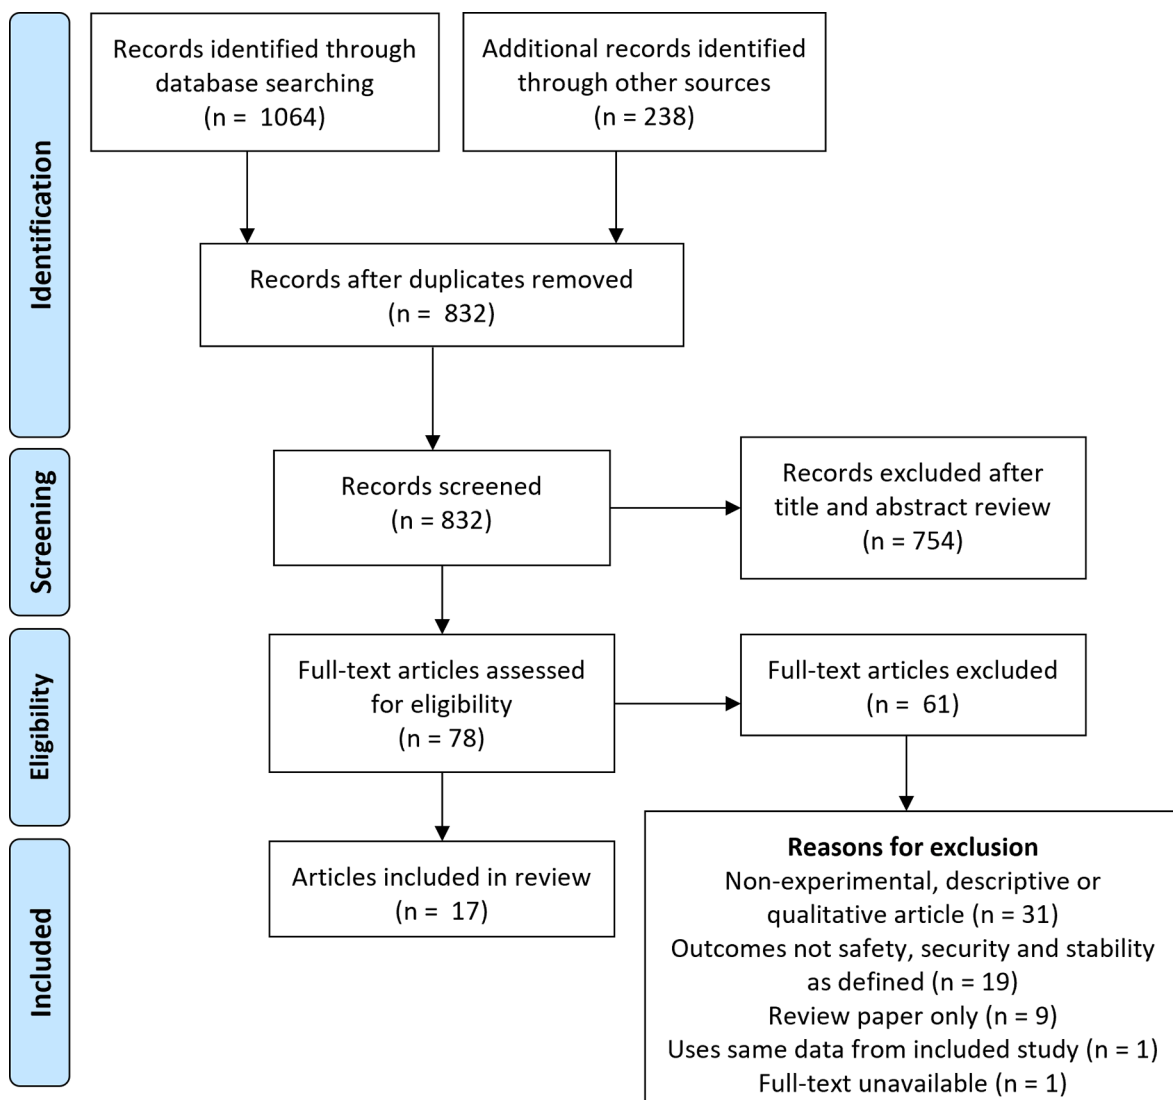 Identification
Records identified through
database searching
(n = 1064)
Additional records identified
through other sources
(n = 238)
Records after duplicates removed
(n = 832)
Screening
Records screened
(n = 832)
Records excluded after
title and abstract review
(n = 754)
Eligibility
Full-text articles assessed
for eligibility
(n = 78)
Full-text articles excluded
(n = 61)
Included
Articles included in review
(n = 17)
Reasons for exclusion
Non-experimental, descriptive or
qualitative article (n = 31)
Outcomes not safety, security and stability
as defined (n = 19)
Review paper only (n = 9)
Uses same data from included study (n = 1)
Full-text unavailable (n = 1)